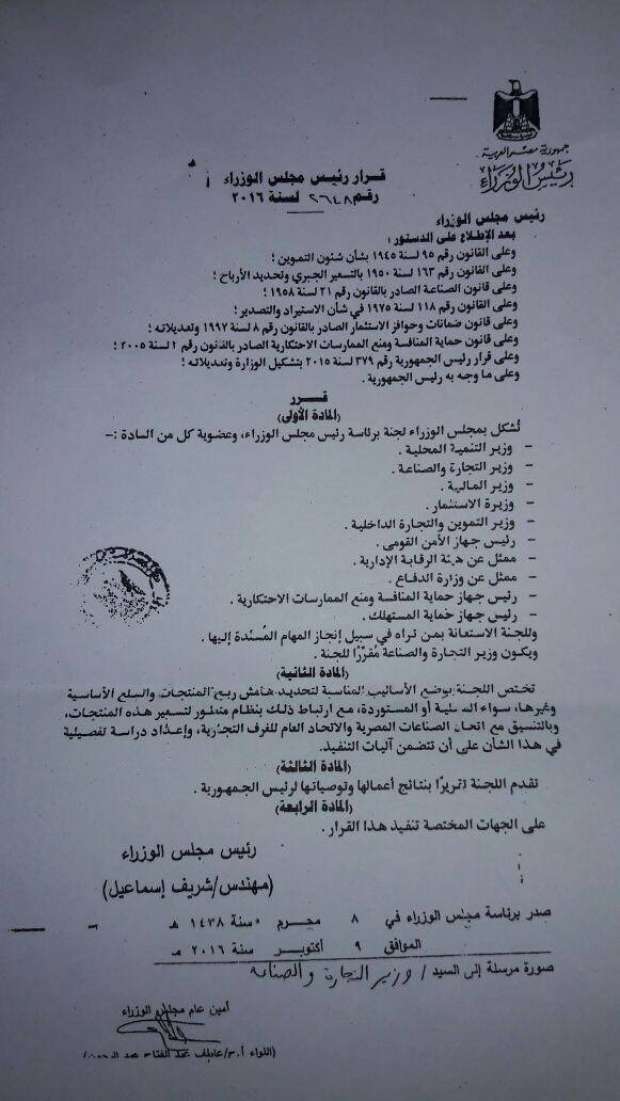 جمهورية مصر العربية
رئيس الوزراء
قرار رئيس مجلس الوزراء
رقم ٢٦٤٨ لسنة ٢٠١٦
رئيس مجلس الوزراء
بعد الإطلاع على الدستور ؛
وعلى القانون رقم ٩٥ لسنة ١٩٤٥ بشأن شئون التموين ؛
وعلى القانون رقم ١٦٣ لسنة ١٩٥٠ بالتسعير الجبري وتحديد الأرباح ؛
وعلى قانون الصناعة الصادر بالقانون رقم ٢١ لسنة ١٩٥٨ ؛
وعلى القانون رقم ١١٨ لسنة ١٩٧٥ في شأن الاستيراد والتصدير ؛
وعلى قانون ضمانات وحوافز الاستثمار الصادر بالقانون رقم ٨ لسنة ١٩٩٧ وتعديلاته ؛
وعلى قانون حماية المنافسة ومنع الممارسات الاحتكارية الصادر بالقانون رقم ٣ لسنة ٢٠٠٥ ؛
وعلى قرار رئيس الجمهورية رقم ٣٧٩ لسنة ٢٠١٥ بتشكيل الوزارة وتعديلاته ؛
وعلى ما وجه به رئيس الجمهورية .
قـرر
(المادة الأولى)
تُشكل بمجلس الوزراء لجنة برئاسة رئيس مجلس الوزراء، وعضوية كل من السادة :-
- وزير التنمية المحلية .
- وزير التجارة والصناعة .
- وزير المالية .
- وزيرة الاستثمار .
- وزير التموين والتجارة الداخلية .
- رئيس جهاز الأمن القومى .
- ممثل عن هيئة الرقابة الإدارية .
- ممثل عن وزارة الدفاع .
- رئيس جهاز حماية المنافسة ومنع الممارسات الاحتكارية .
- رئيس جهاز حماية المستهلك .
وللجنة الاستعانة بمن تراه في سبيل إنجاز المهام المُسندة إليها .
ويكون وزير التجارة والصناعة مُقررًا للجنة .
(المادة الثانية)
تختص اللجنة بوضع الأساليب المناسبة لتحديد هامش ربح المنتجات والسلع الأساسية
وغيرها، سواء المحلية أو المستوردة، مع ارتباط ذلك بنظام متطور لتسعير هذه المنتجات،
وبالتنسيق مع اتحاد الصناعات المصرية والاتحاد العام للغرف التجارية، وإعداد دراسة تفصيلية
في هذا الشأن على أن تتضمن آليات التنفيذ.
(المادة الثالثة)
تقدم اللجنة تقريرًا بنتائج أعمالها وتوصياتها لرئيس الجمهورية .
(المادة الرابعة)
على الجهات المختصة تنفيذ هذا القرار .
رئيس مجلس الوزراء
(مهندس/شريف إسماعيل)
صدر برئاسة مجلس الوزراء في ٨ محرم سنة ١٤٣٨ هـ
الموافق ٩ أكتوبر سنة ٢٠١٦ مـ
صورة مرسلة إلى السيد / وزير التجارة والصناعة
أمين عام مجلس الوزراء
(اللواء أ.ح/عاطف عبد الفتاح عبد الرحمن)